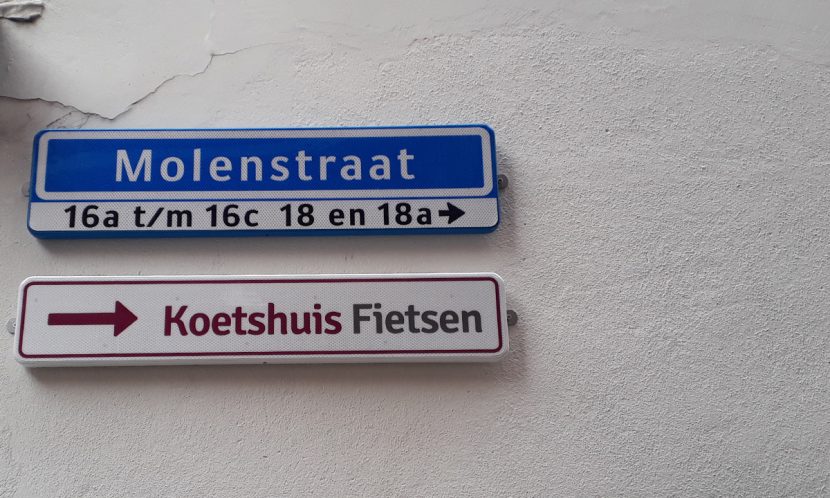 Molenstraat
16a t/m 16c 18 en 18a
Koetshuis Fietsen